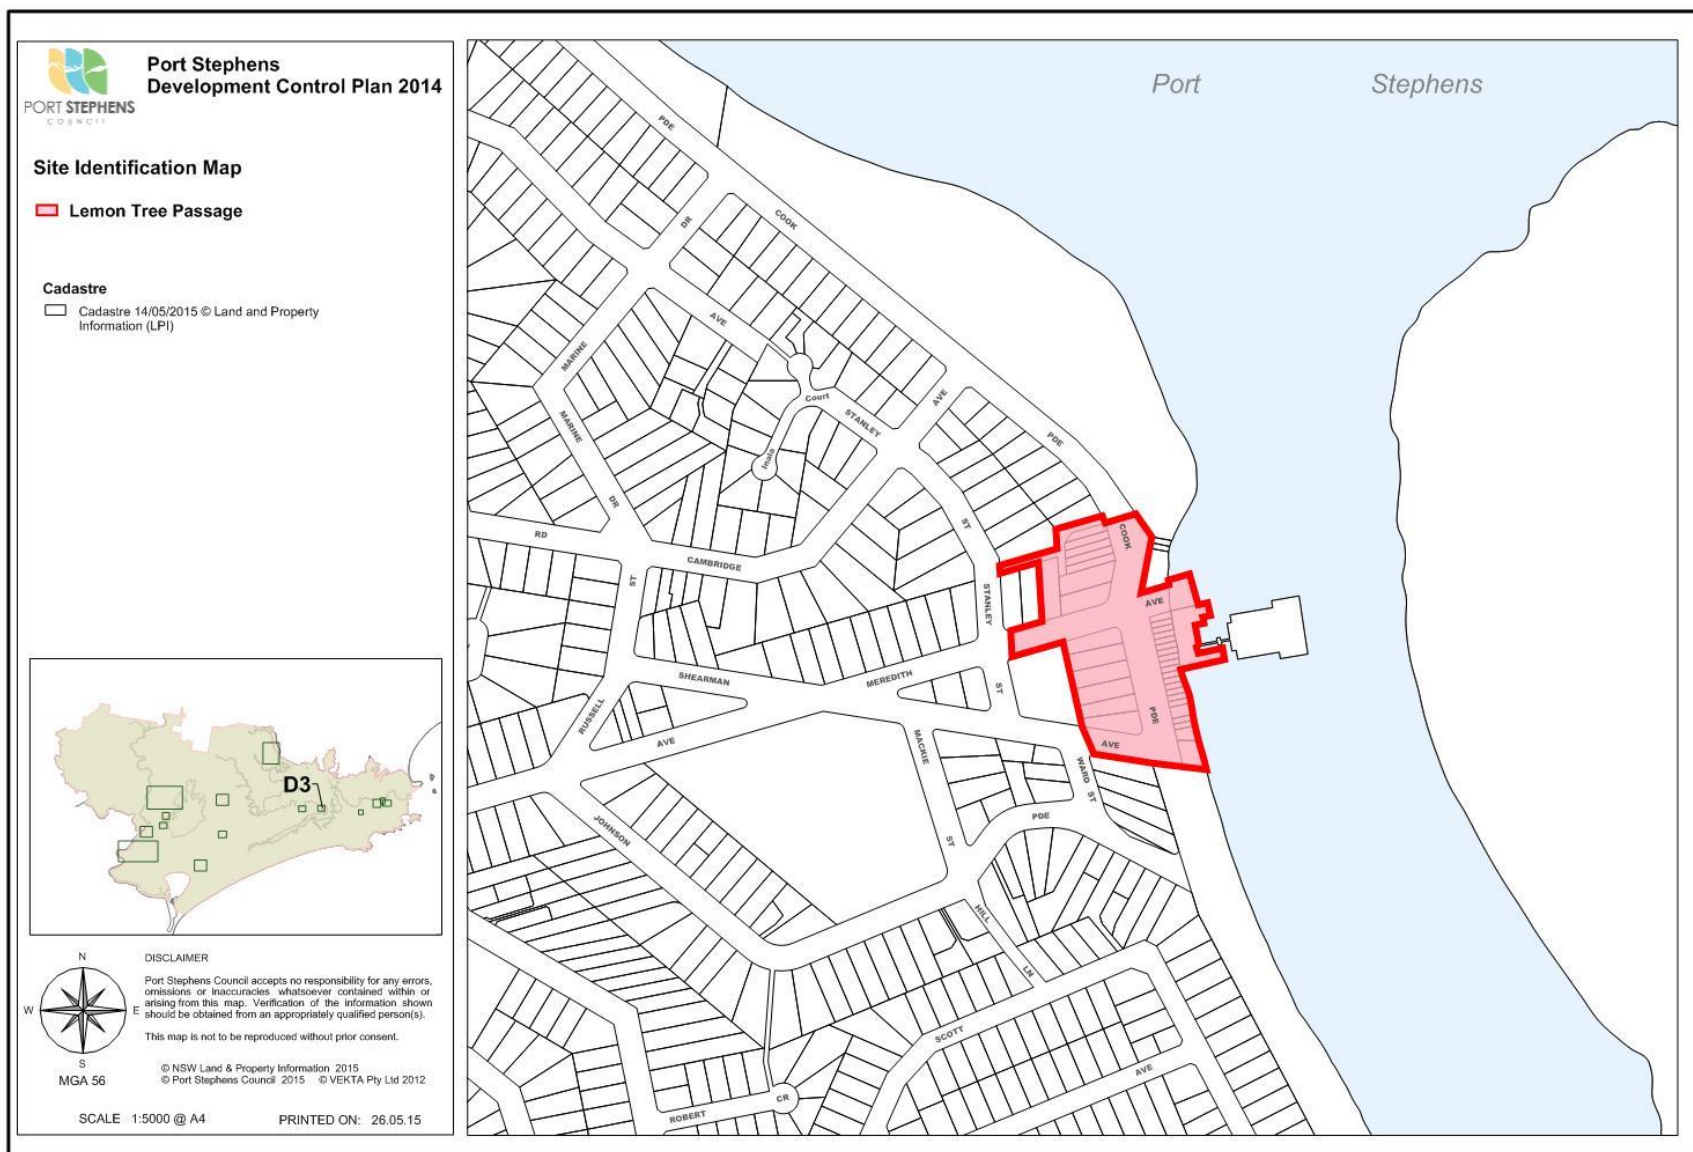 PORT STEPHENS
COUNCIL
Port Stephens
Development Control Plan 2014
Site Identification Map
Lemon Tree Passage
Cadastre
Cadastre 14/05/2015 © Land and Property
Information (LPI)
D3
N
W
E
S
MGA 56
DISCLAIMER
Port Stephens Council accepts no responsibility for any errors,
omissions or inaccuracies whatsoever contained within or
arising from this map. Verification of the information shown
should be obtained from an appropriately qualified person(s).
This map is not to be reproduced without prior consent.
© NSW Land & Property Information 2015
© Port Stephens Council 2015 © VEKTA Pty Ltd 2012
SCALE 1:5000 @ A4
PRINTED ON: 26.05.15
Port Stephens
PDE
COOK
DR
AVE
MARINE
MARINE
Court
STANLEY
AVE
PDE
Inala
DR
ST
RD
CAMBRIDGE
COOK
ST
STANLEY
AVE
SHEARMAN
MEREDITH
ST
RUSSELL
AVE
MACKIE
PDE
AVE
WARD ST
JOHNSON
ST
PDE
HILL
LN
SCOTT
AVE
ROBERT
CR